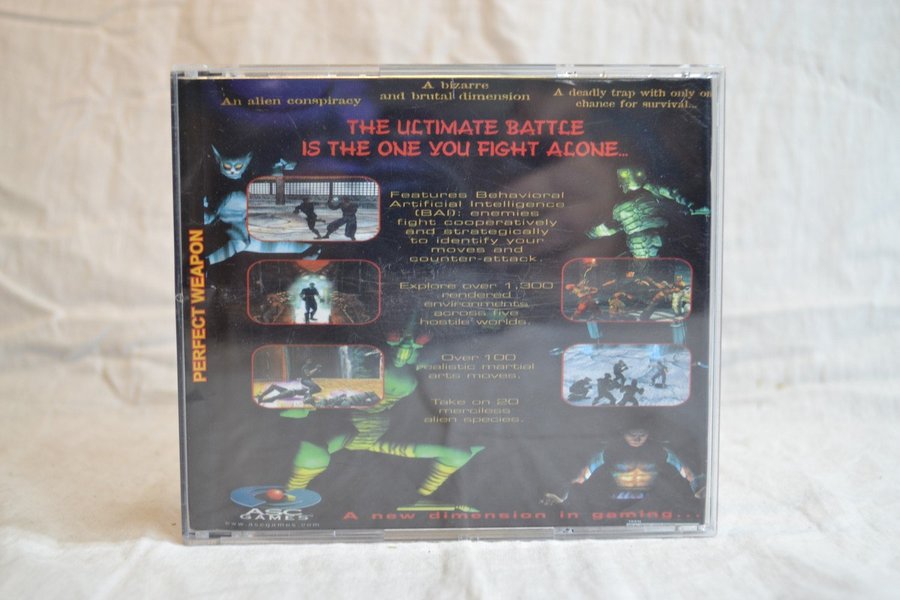 An alien conspiracy
A bizarre
and brutal dimension
A deadly trap with only on
chance for survival...
THE ULTIMATE BATTLE
IS THE ONE YOU FIGHT ALONE...
PERFECT WEAPON
Features Behavioral
Artificial Intelligence
(BAI): enemies
fight cooperatively
and strategically
to identify your
moves and
counter-attack.
Explore over 1,300
rendered
environments
across five
hostile worlds.
Over 100
realistic martial
arts moves.
Take on 20
merciless
alien species.
ASC
GAMES
www.ascgames.com
A new dimension in gaming...